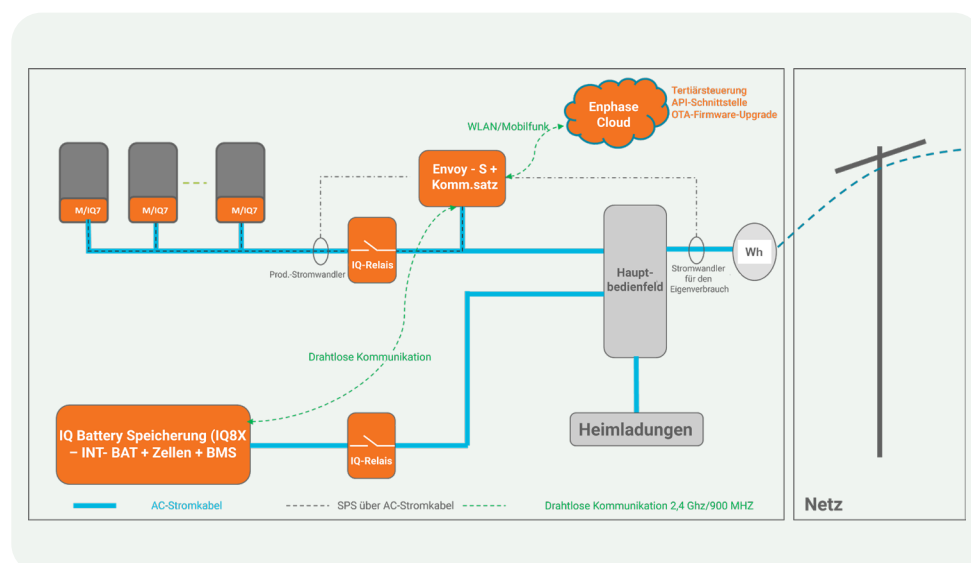 Enphase
Cloud
Tertiärsteuerung
API-Schnittstelle
OTA-Firmware-Upgrade
WLAN/Mobilfunk
Envoy - S +
Komm.satz
M/IQ7
M/IQ7
M/IQ7
Prod.-Stromwandler
IQ-Relais
Haupt-
bedienfeld
Stromwandler
für den
Eigenverbrauch
Wh
Drahtlose Kommunikation
IQ Battery Speicherung (IQ8X
– INT- BAT + Zellen + BMS
IQ-Relais
Heimladungen
AC-Stromkabel
SPS über AC-Stromkabel
Drahtlose Kommunikation 2,4 Ghz/900 MHZ
Netz